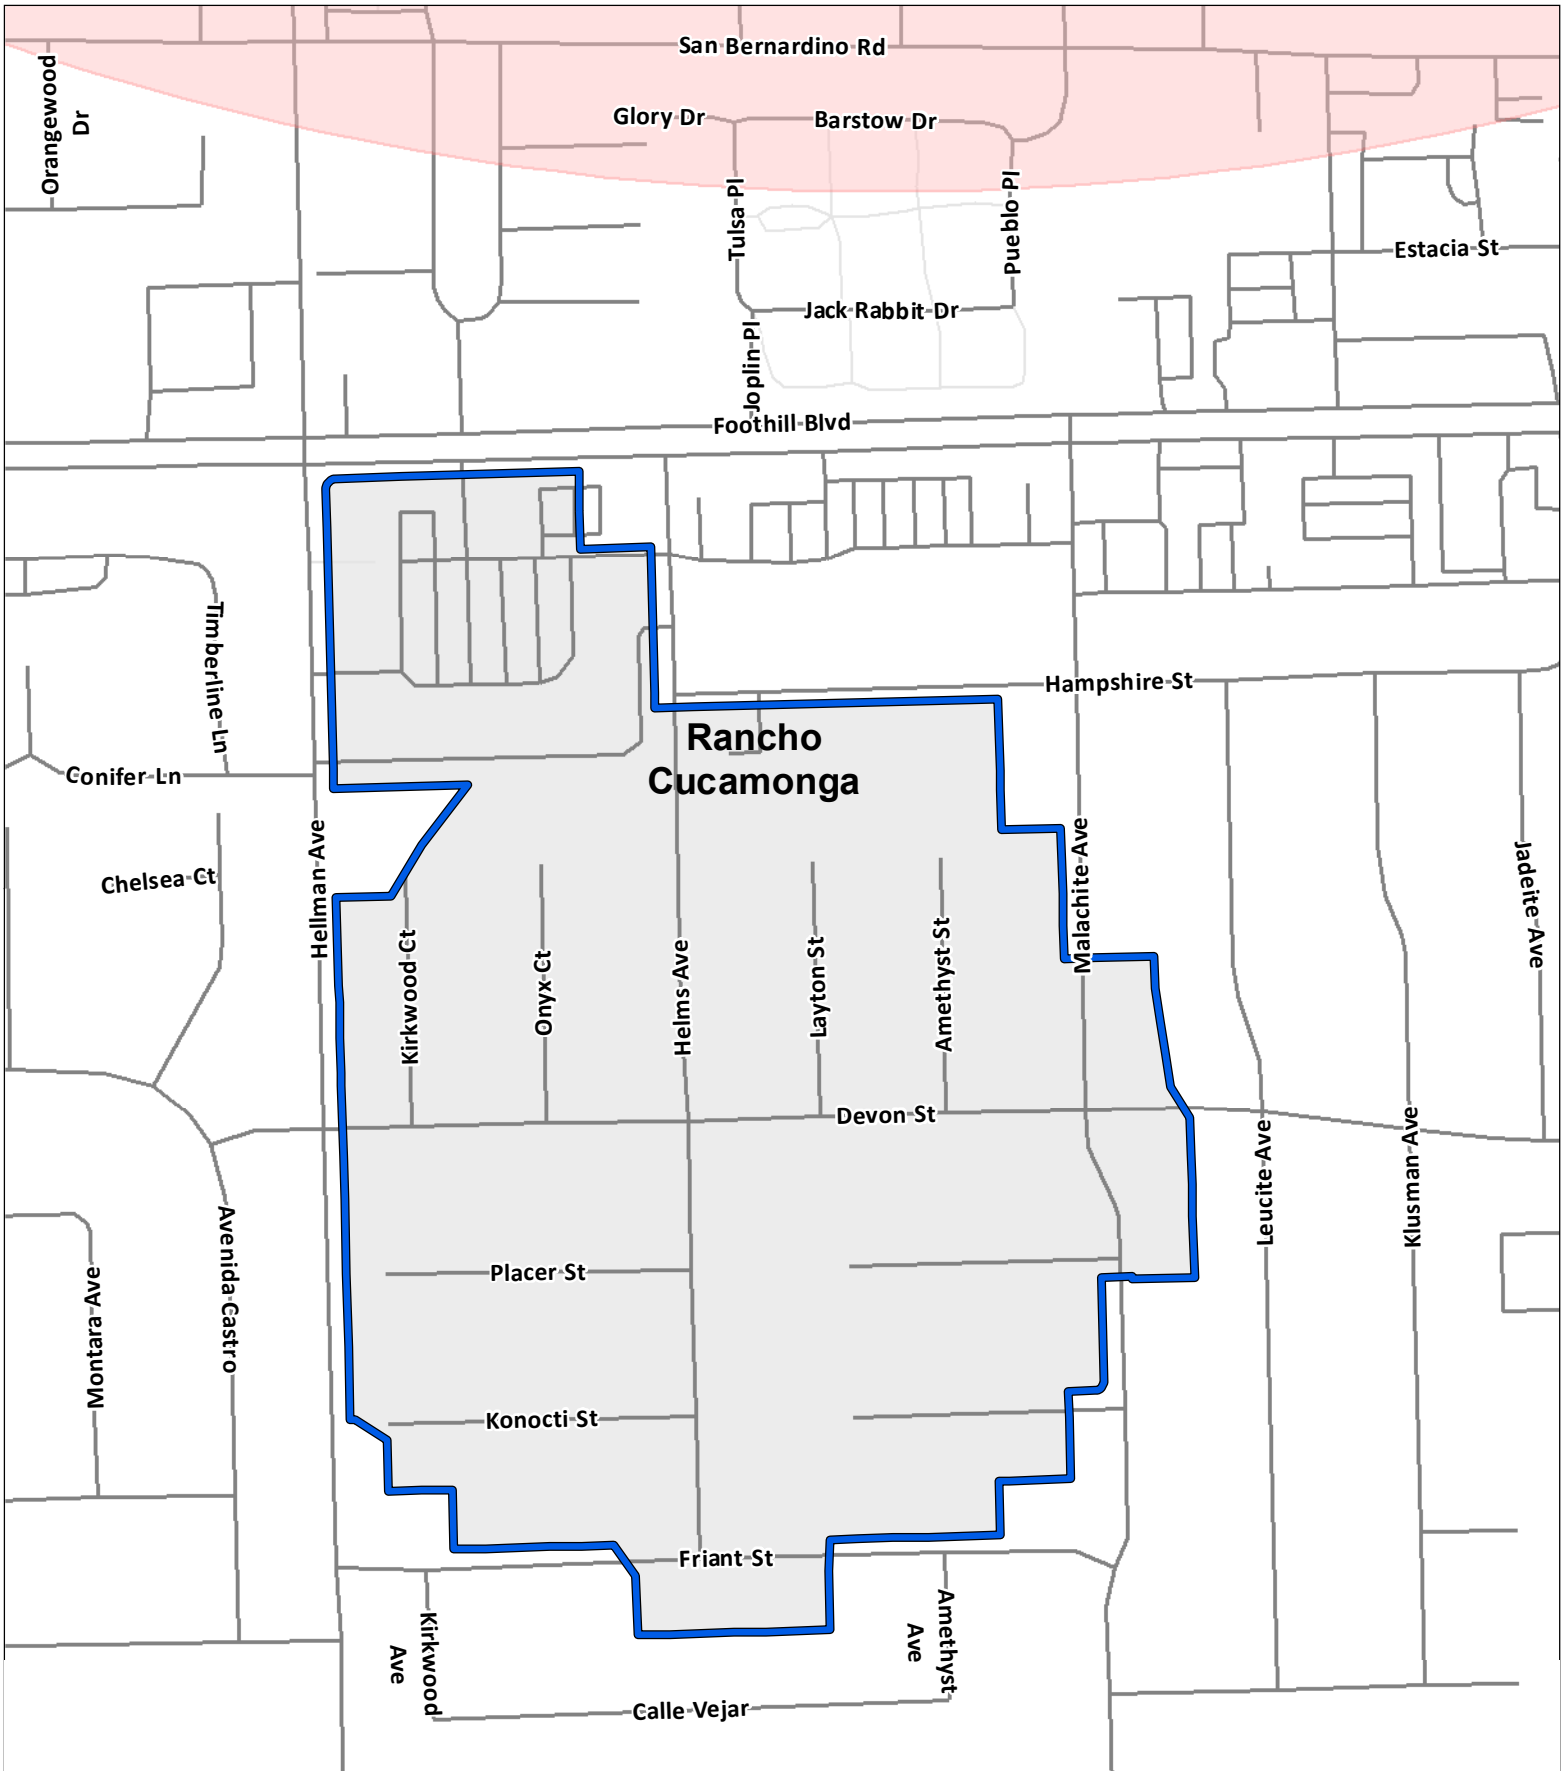 San Bernardino Rd
Orangewood
Dr
Glory Dr
Barstow Dr
Tulsa Pl
Pueblo Pl
Estacia St
Jack Rabbit Dr
Joplin Pl
Foothill Blvd
Timberline Ln
Hampshire St
Rancho
Cucamonga
Conifer Ln
Hellman Ave
Malachite Ave
Jadeite Ave
Chelsea Ct
Kirkwood Ct
Onyx Ct
Helms Ave
Layton St
Amethyst St
Devon St
Leucite Ave
Klusman Ave
Avenida Castro
Montara Ave
Placer St
Konocti St
Friant St
Kirkwood
Ave
Amethyst
Ave
Calle Vejar